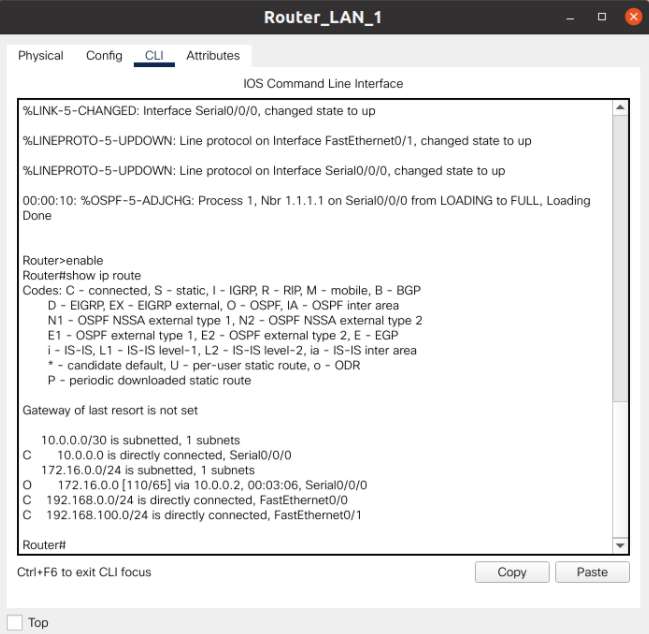 Router_LAN_1
Physical Config CLI Attributes
IOS Command Line Interface
%LINK-5-CHANGED: Interface Serial0/0/0, changed state to up
%LINEPROTO-5-UPDOWN: Line protocol on Interface FastEthernet0/1, changed state to up
%LINEPROTO-5-UPDOWN: Line protocol on Interface Serial0/0/0, changed state to up
00:00:10: %OSPF-5-ADJCHG: Process 1, Nbr 1.1.1.1 on Serial0/0/0 from LOADING to FULL, Loading
Done
Router>enable
Router#show ip route
Codes: C - connected, S - static, I - IGRP, R - RIP, M - mobile, B - BGP
D - EIGRP, EX - EIGRP external, O - OSPF, IA - OSPF inter area
N1 - OSPF NSSA external type 1, N2 - OSPF NSSA external type 2
E1 - OSPF external type 1, E2 - OSPF external type 2, E - EGP
i - IS-IS, L1 - IS-IS level-1, L2 - IS-IS level-2, ia - IS-IS inter area
* - candidate default, U - per-user static route, o - ODR
P - periodic downloaded static route
Gateway of last resort is not set
10.0.0.0/30 is subnetted, 1 subnets
C 10.0.0.0 is directly connected, Serial0/0/0
172.16.0.0/24 is subnetted, 1 subnets
O 172.16.0.0 [110/65] via 10.0.0.2, 00:03:06, Serial0/0/0
C 192.168.0.0/24 is directly connected, FastEthernet0/0
C 192.168.100.0/24 is directly connected, FastEthernet0/1
Router#
Ctrl+F6 to exit CLI focus
Copy Paste
Top